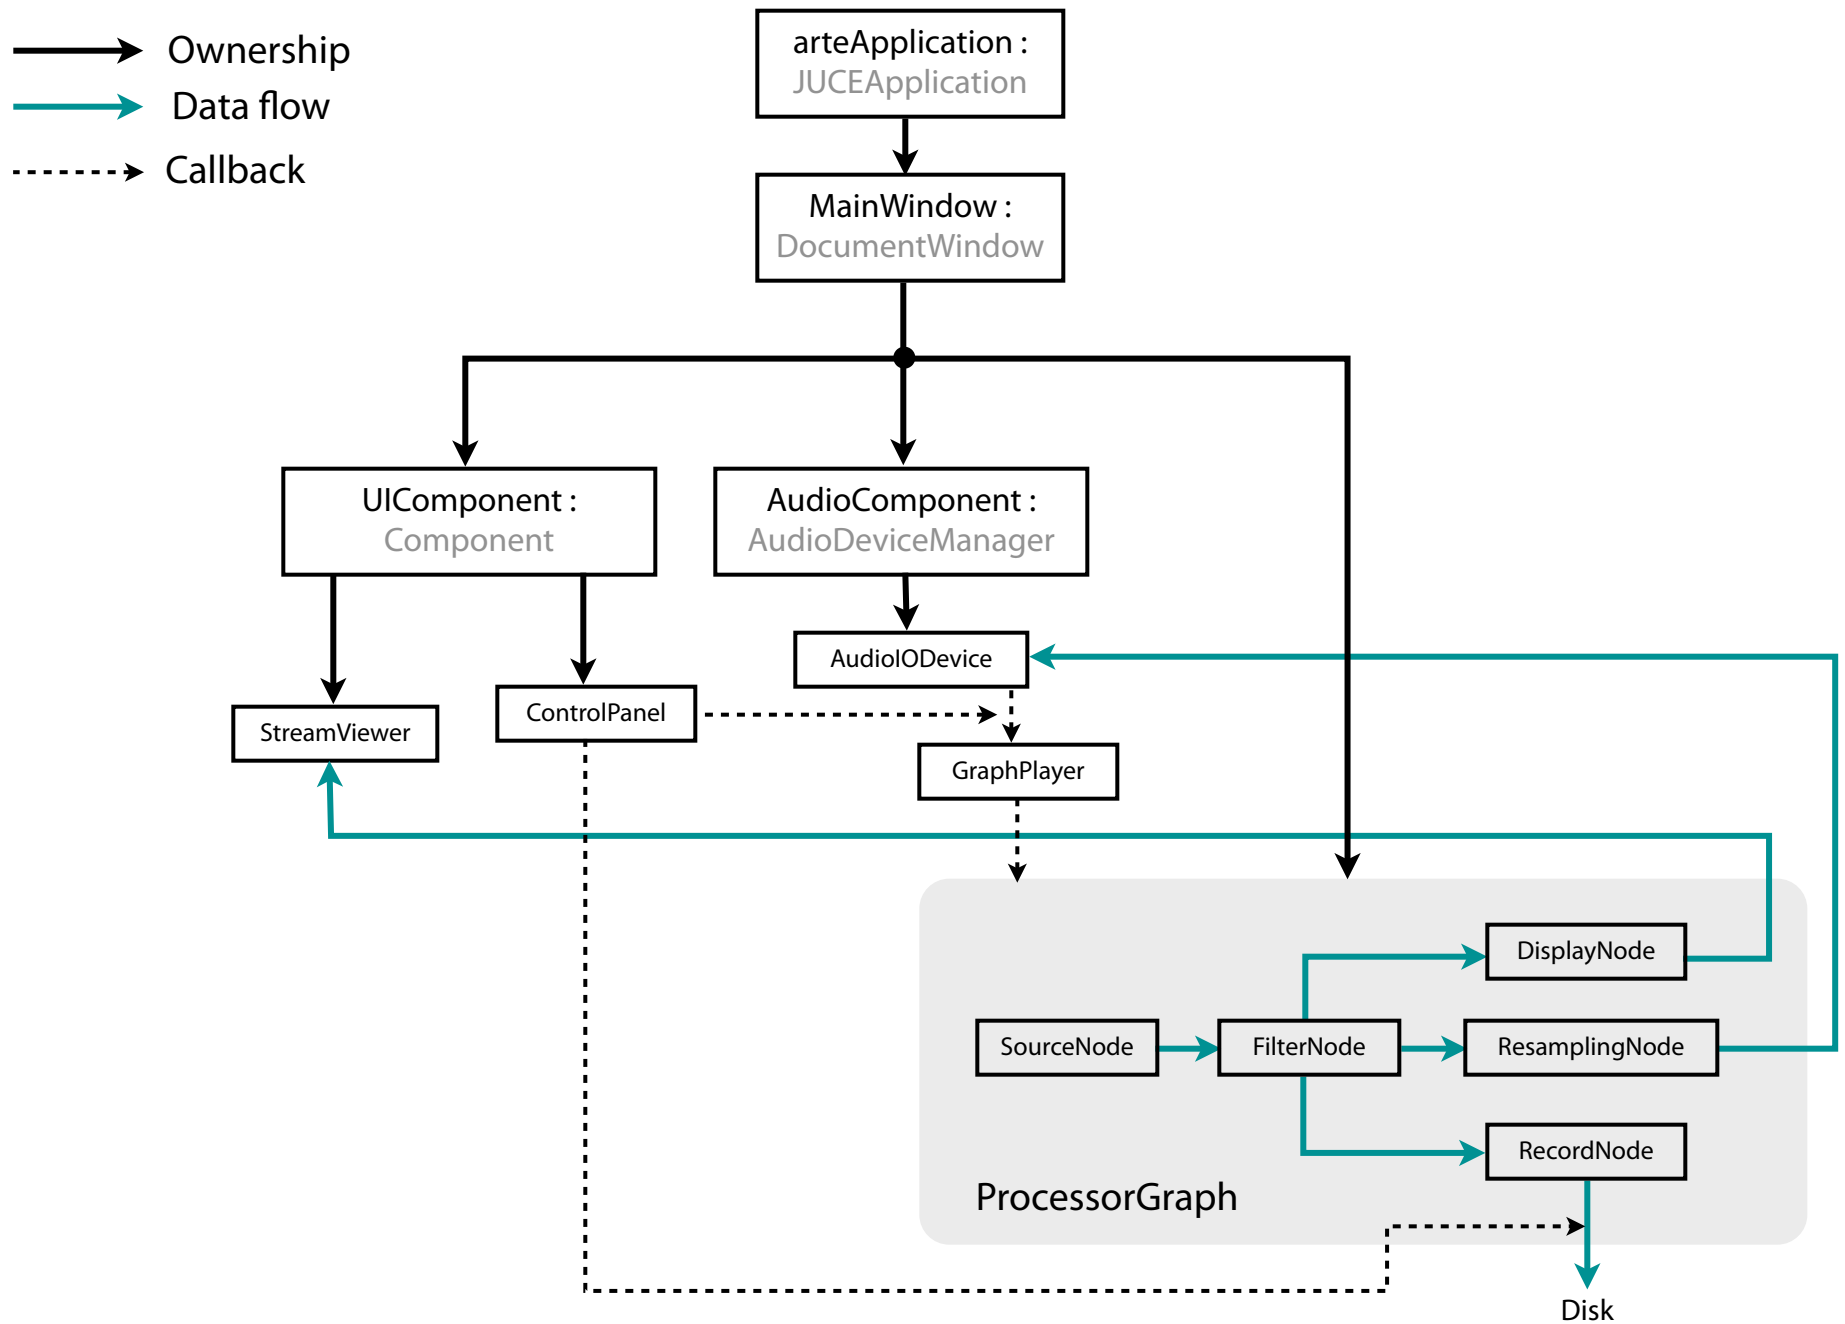 Ownership
Data flow
Callback
arteApplication :
JUCEApplication
MainWindow :
DocumentWindow
UIComponent :
Component
AudioComponent :
AudioDeviceManager
AudioIODevice
ControlPanel
StreamViewer
GraphPlayer
DisplayNode
SourceNode
FilterNode
ResamplingNode
RecordNode
ProcessorGraph
Disk